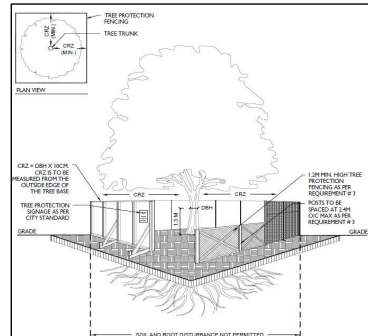 TREE PROTECTION
FENCING
TREE TRUNK
CRZ
(MIN.)
CRZ
(MIN.)
PLAN VIEW
CRZ
CRZ
CRZ = DBH X 10CM.
CRZ IS TO BE
MEASURED FROM THE
OUTSIDE EDGE OF
THE TREE BASE
1.2M MIN. HIGH TREE
PROTECTION
FENCING AS PER
REQUIREMENT # 3
TREE PROTECTION
SIGNAGE AS PER
CITY STANDARD
DBH
1.3 M
POSTS TO BE
SPACED AT 2.4M
O/C MAX AS PER
REQUIREMENT # 3
GRADE
GRADE
SOIL AND ROOT DISTURBANCE NOT PERMITTED